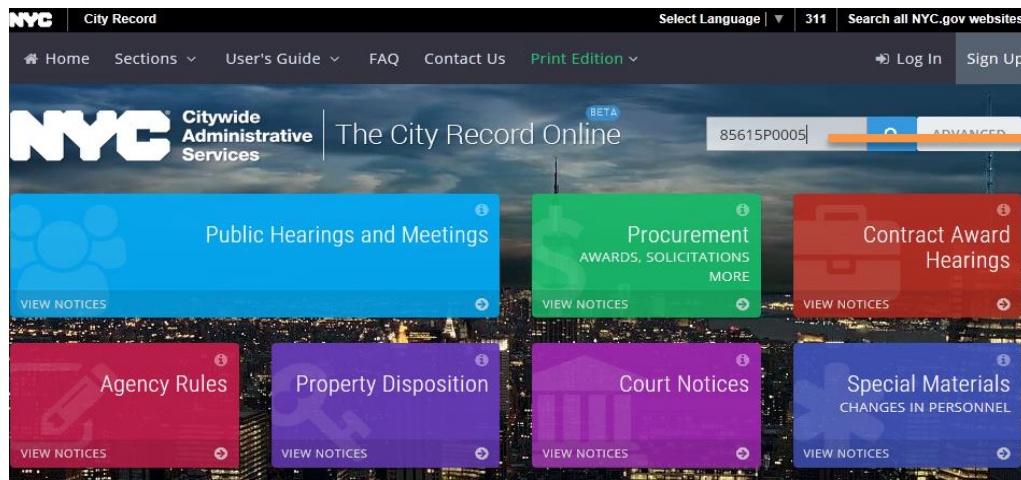 NYC City Record Select Language ▼ 311 Search all NYC.gov websites
Home Sections User's Guide FAQ Contact Us Print Edition Log In Sign Up
BETA
NYC
Citywide
Administrative
Services
The City Record Online
85615P0005
ADVANCED
Public Hearings and Meetings
VIEW NOTICES
Procurement
AWARDS, SOLICITATIONS
MORE
VIEW NOTICES
Contract Award
Hearings
VIEW NOTICES
Agency Rules
VIEW NOTICES
Property Disposition
VIEW NOTICES
Court Notices
VIEW NOTICES
Special Materials
CHANGES IN PERSONNEL
VIEW NOTICES